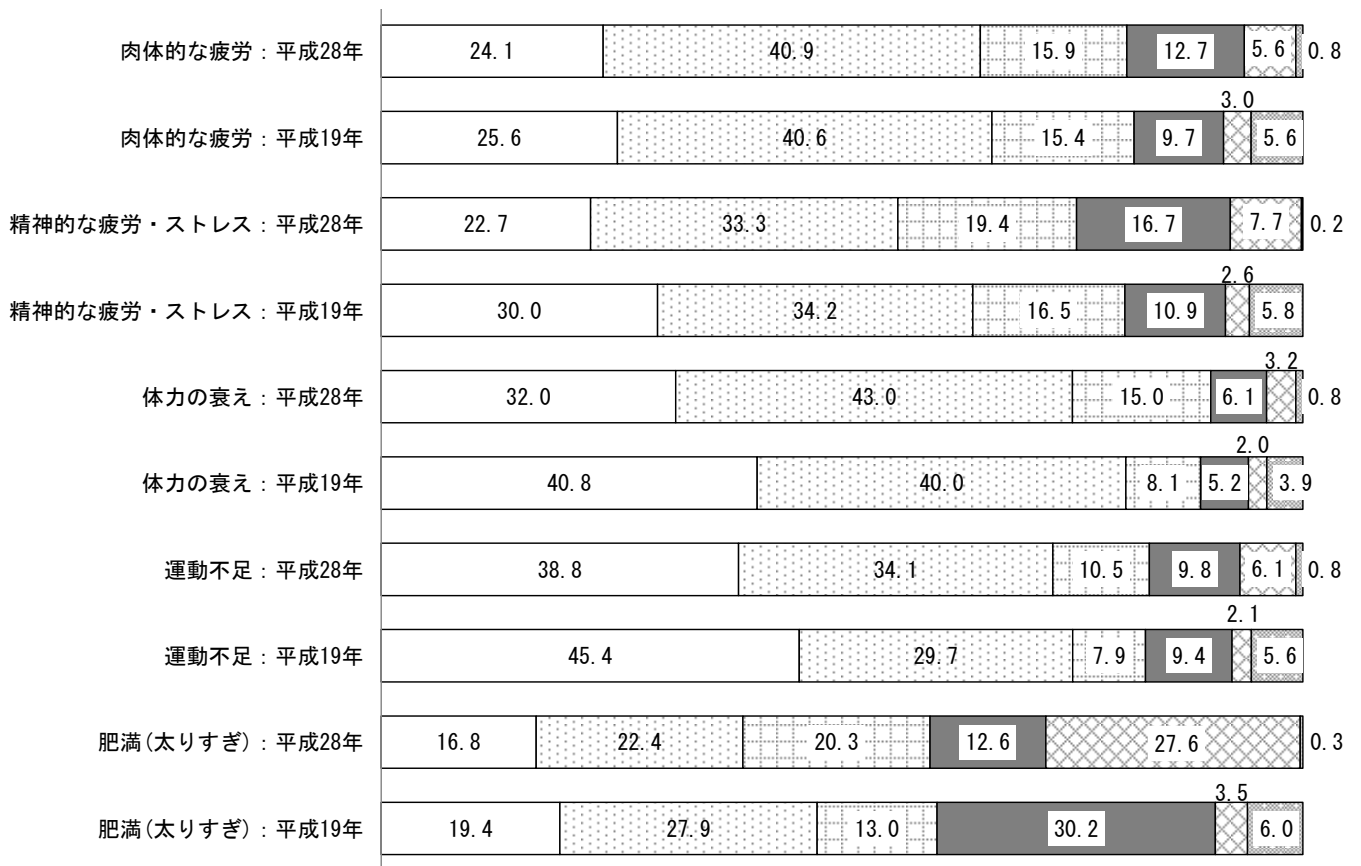 肉体的な疲労：平成28年 24.1 40.9 15.9 12.7 5.6 0.8
3.0
肉体的な疲労：平成19年 25.6 40.6 15.4 9.7 5.6
精神的な疲労・ストレス：平成28年 22.7 33.3 19.4 16.7 7.7 0.2
2.6
精神的な疲労・ストレス：平成19年 30.0 34.2 16.5 10.9 5.8
3.2
体力の衰え：平成28年 32.0 43.0 15.0 6.1 0.8
2.0
体力の衰え：平成19年 40.8 40.0 8.1 5.2 3.9
運動不足：平成28年 38.8 34.1 10.5 9.8 6.1 0.8
2.1
運動不足：平成19年 45.4 29.7 7.9 9.4 5.6
肥満(太りすぎ)：平成28年 16.8 22.4 20.3 12.6 27.6 0.3
3.5
肥満(太りすぎ)：平成19年 19.4 27.9 13.0 30.2 6.0